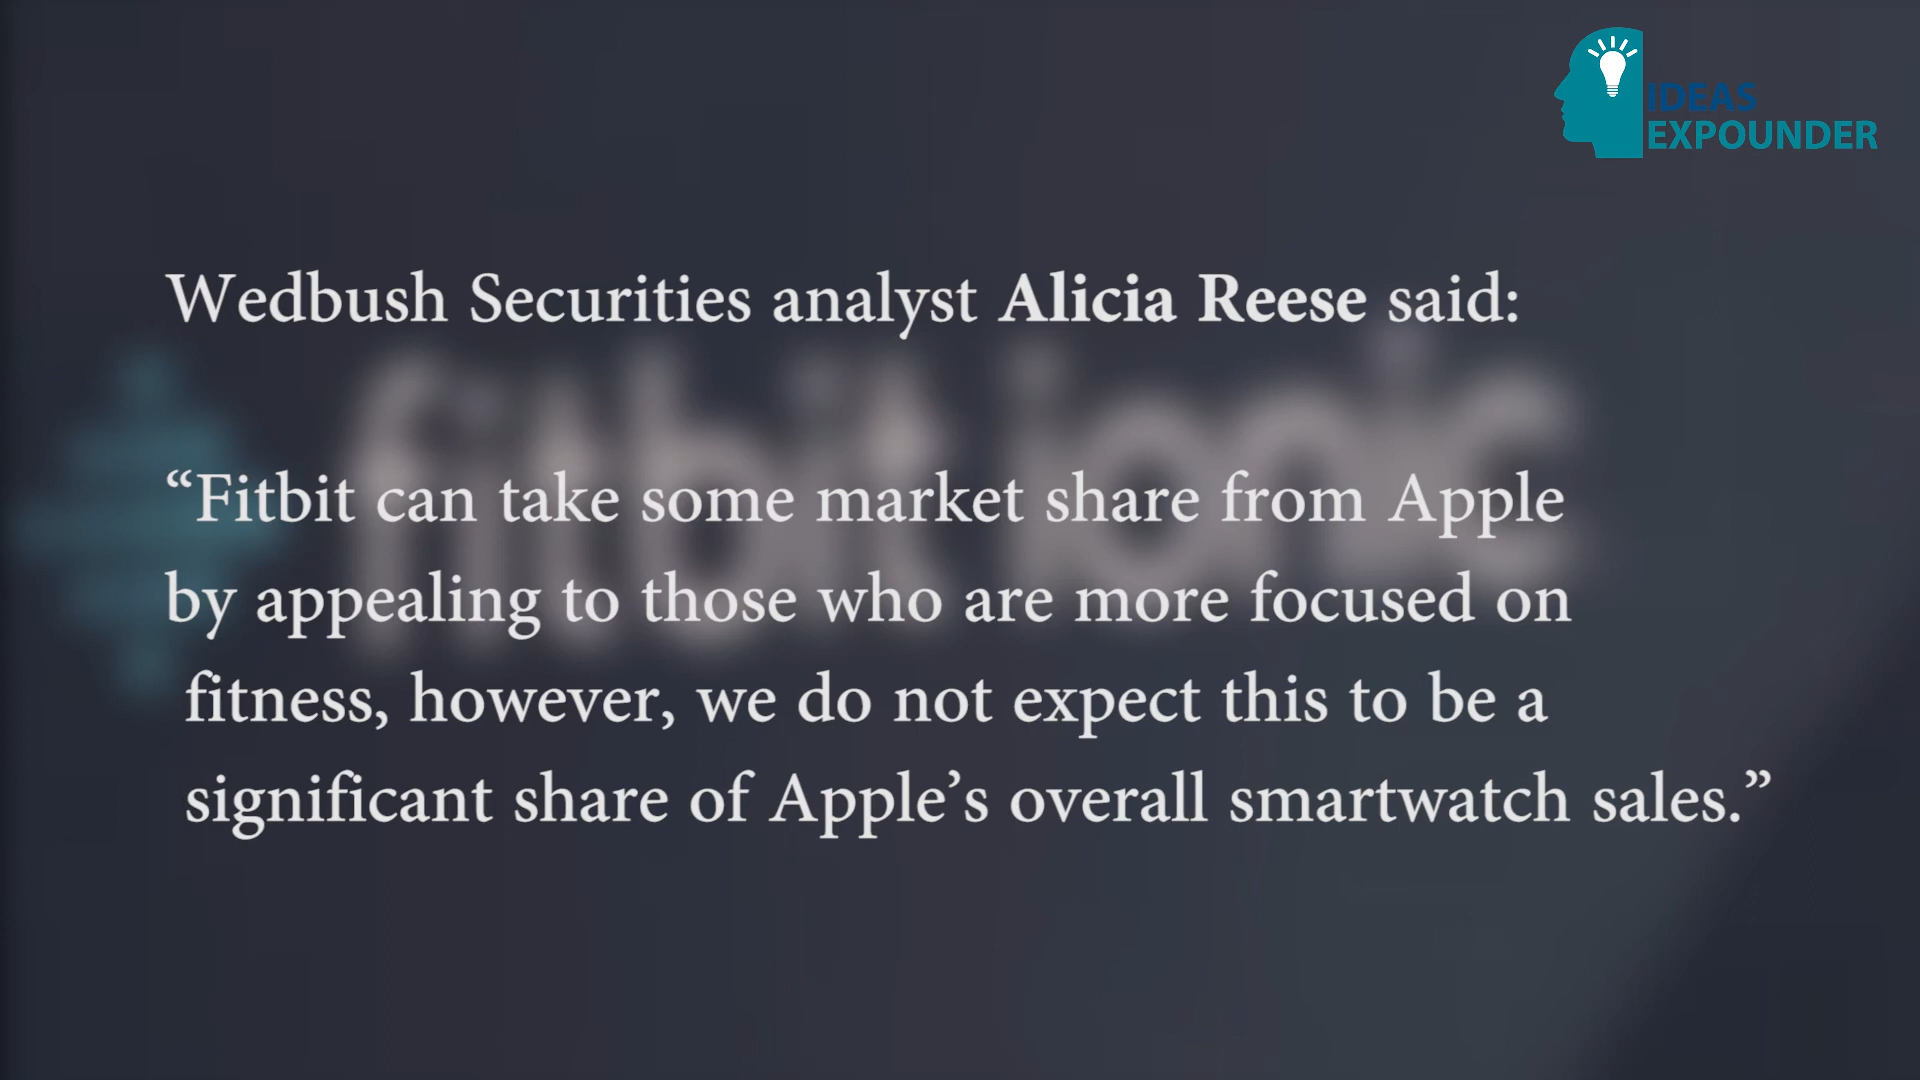 IDEAS
EXPOUNDER
Wedbush Securities analyst Alicia Reese said:
fitbit ionic
“Fitbit can take some market share from Apple
by appealing to those who are more focused on
fitness, however, we do not expect this to be a
significant share of Apple’s overall smartwatch sales.”